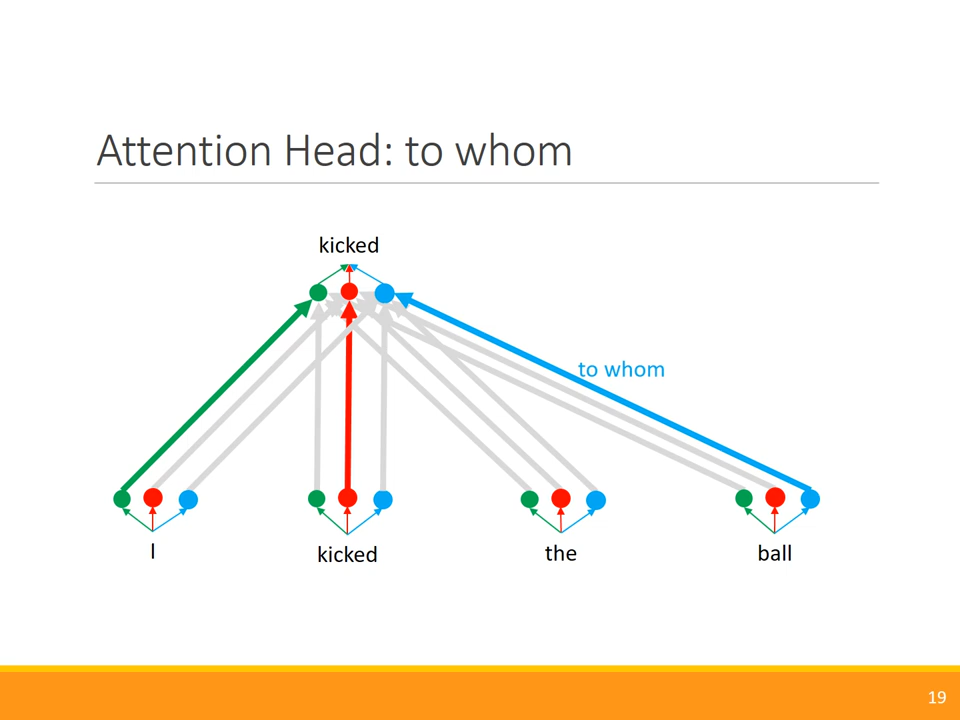 Attention Head: to whom
kicked
to whom
I
kicked
the
ball
19